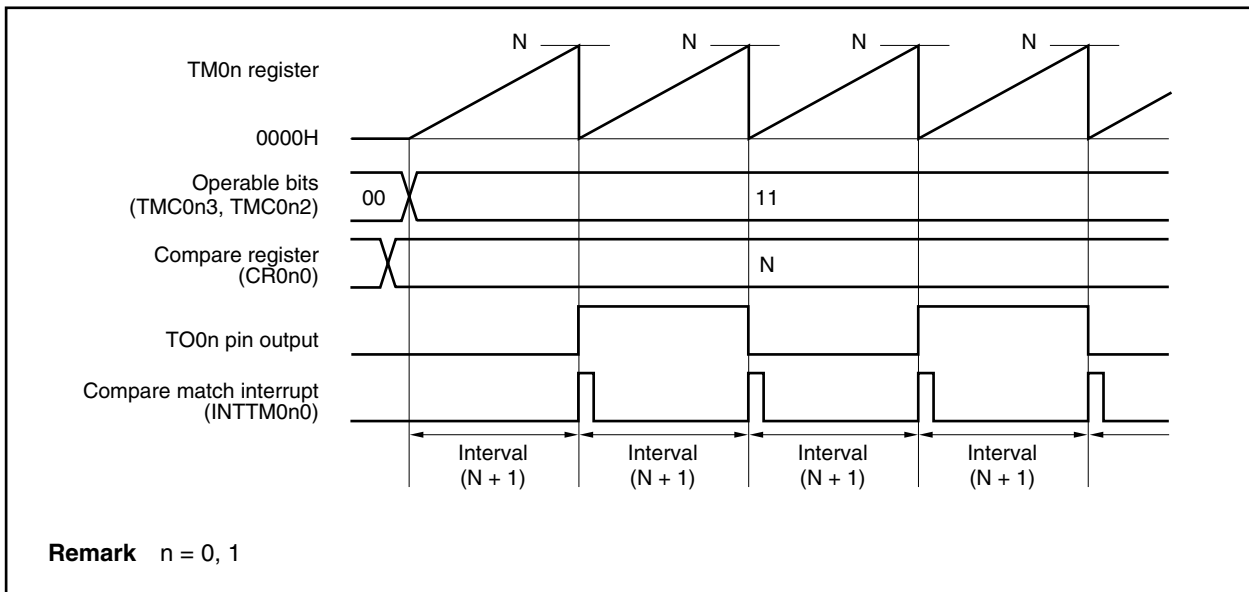 N N N N
TM0n register
0000H
Operable bits
(TMC0n3, TMC0n2)
00 11
Compare register
(CR0n0)
N
TO0n pin output
Compare match interrupt
(INTTM0n0)
Interval Interval Interval Interval
(N + 1) (N + 1) (N + 1) (N + 1)
Remark n = 0, 1